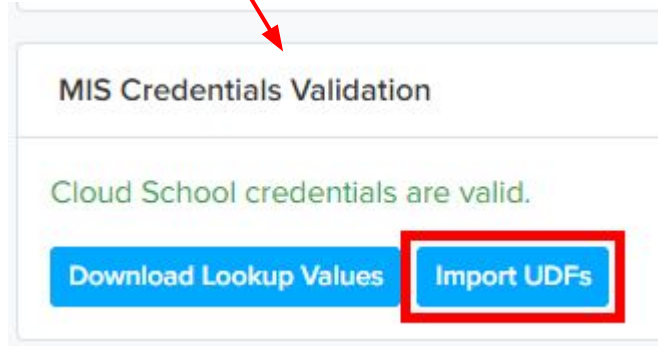 MIS Credentials Validation
Cloud School credentials are valid.
Download Lookup Values Import UDFs